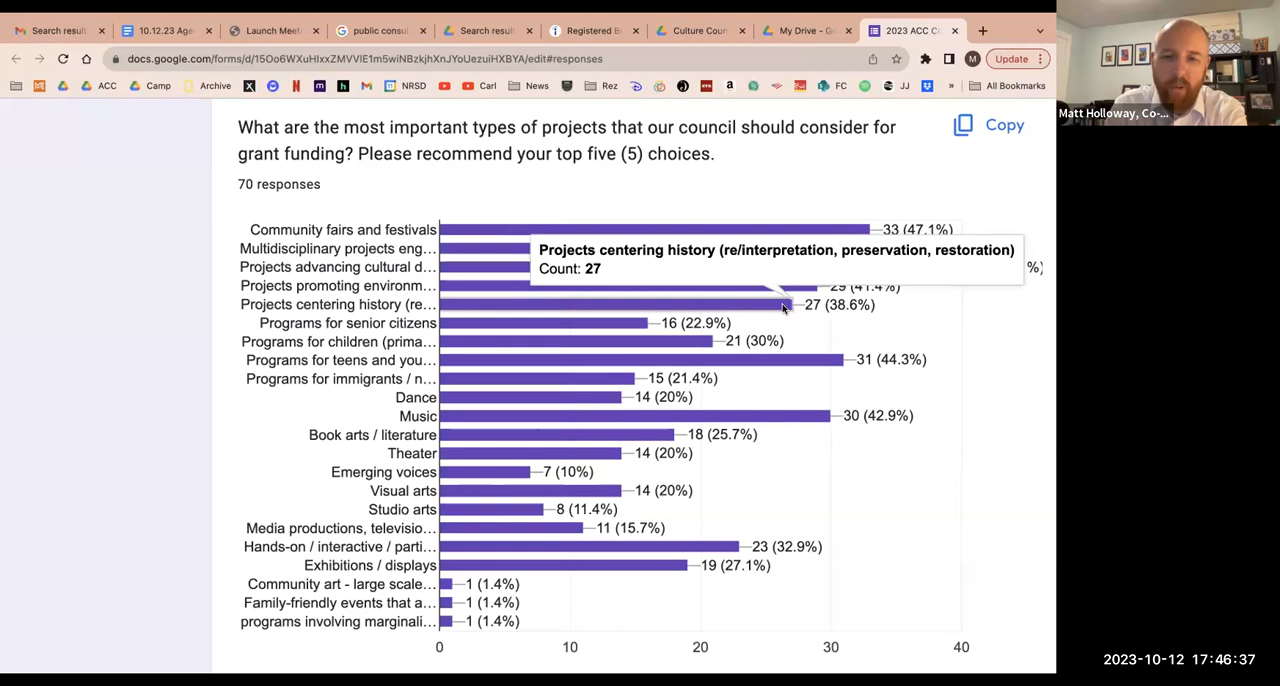 Search result
10.12.23 Age
Launch Meeti
public consul
Search result
Registered B
Culture Coun
My Drive - Go
2023 ACC Co
docs.google.com/forms/d/15Oo6WXuHIxxZMVVIE1m5wiNBzkjhXnJYoUezuiHXBYA/edit#responses
M
Update
ACC
Camp
Archive
NRSD
Carl
News
Rez
FC
JJ
»
All Bookmarks
What are the most important types of projects that our council should consider for
grant funding? Please recommend your top five (5) choices.
Copy
70 responses
Community fairs and festivals 33 (47.1%)
Multidisciplinary projects eng…
Projects advancing cultural d… %)
Projects promoting environm… 29 (41.4%)
Projects centering history (re/interpretation, preservation, restoration)
Count: 27
Projects centering history (re… 27 (38.6%)
Programs for senior citizens 16 (22.9%)
Programs for children (prima… 21 (30%)
Programs for teens and you… 31 (44.3%)
Programs for immigrants / n… 15 (21.4%)
Dance 14 (20%)
Music 30 (42.9%)
Book arts / literature 18 (25.7%)
Theater 14 (20%)
Emerging voices 7 (10%)
Visual arts 14 (20%)
Studio arts 8 (11.4%)
Media productions, televisio… 11 (15.7%)
Hands-on / interactive / parti… 23 (32.9%)
Exhibitions / displays 19 (27.1%)
Community art - large scale… 1 (1.4%)
Family-friendly events that a… 1 (1.4%)
programs involving marginali… 1 (1.4%)
0 10 20 30 40
Matt Holloway, Co-...
2023-10-12 17:46:37